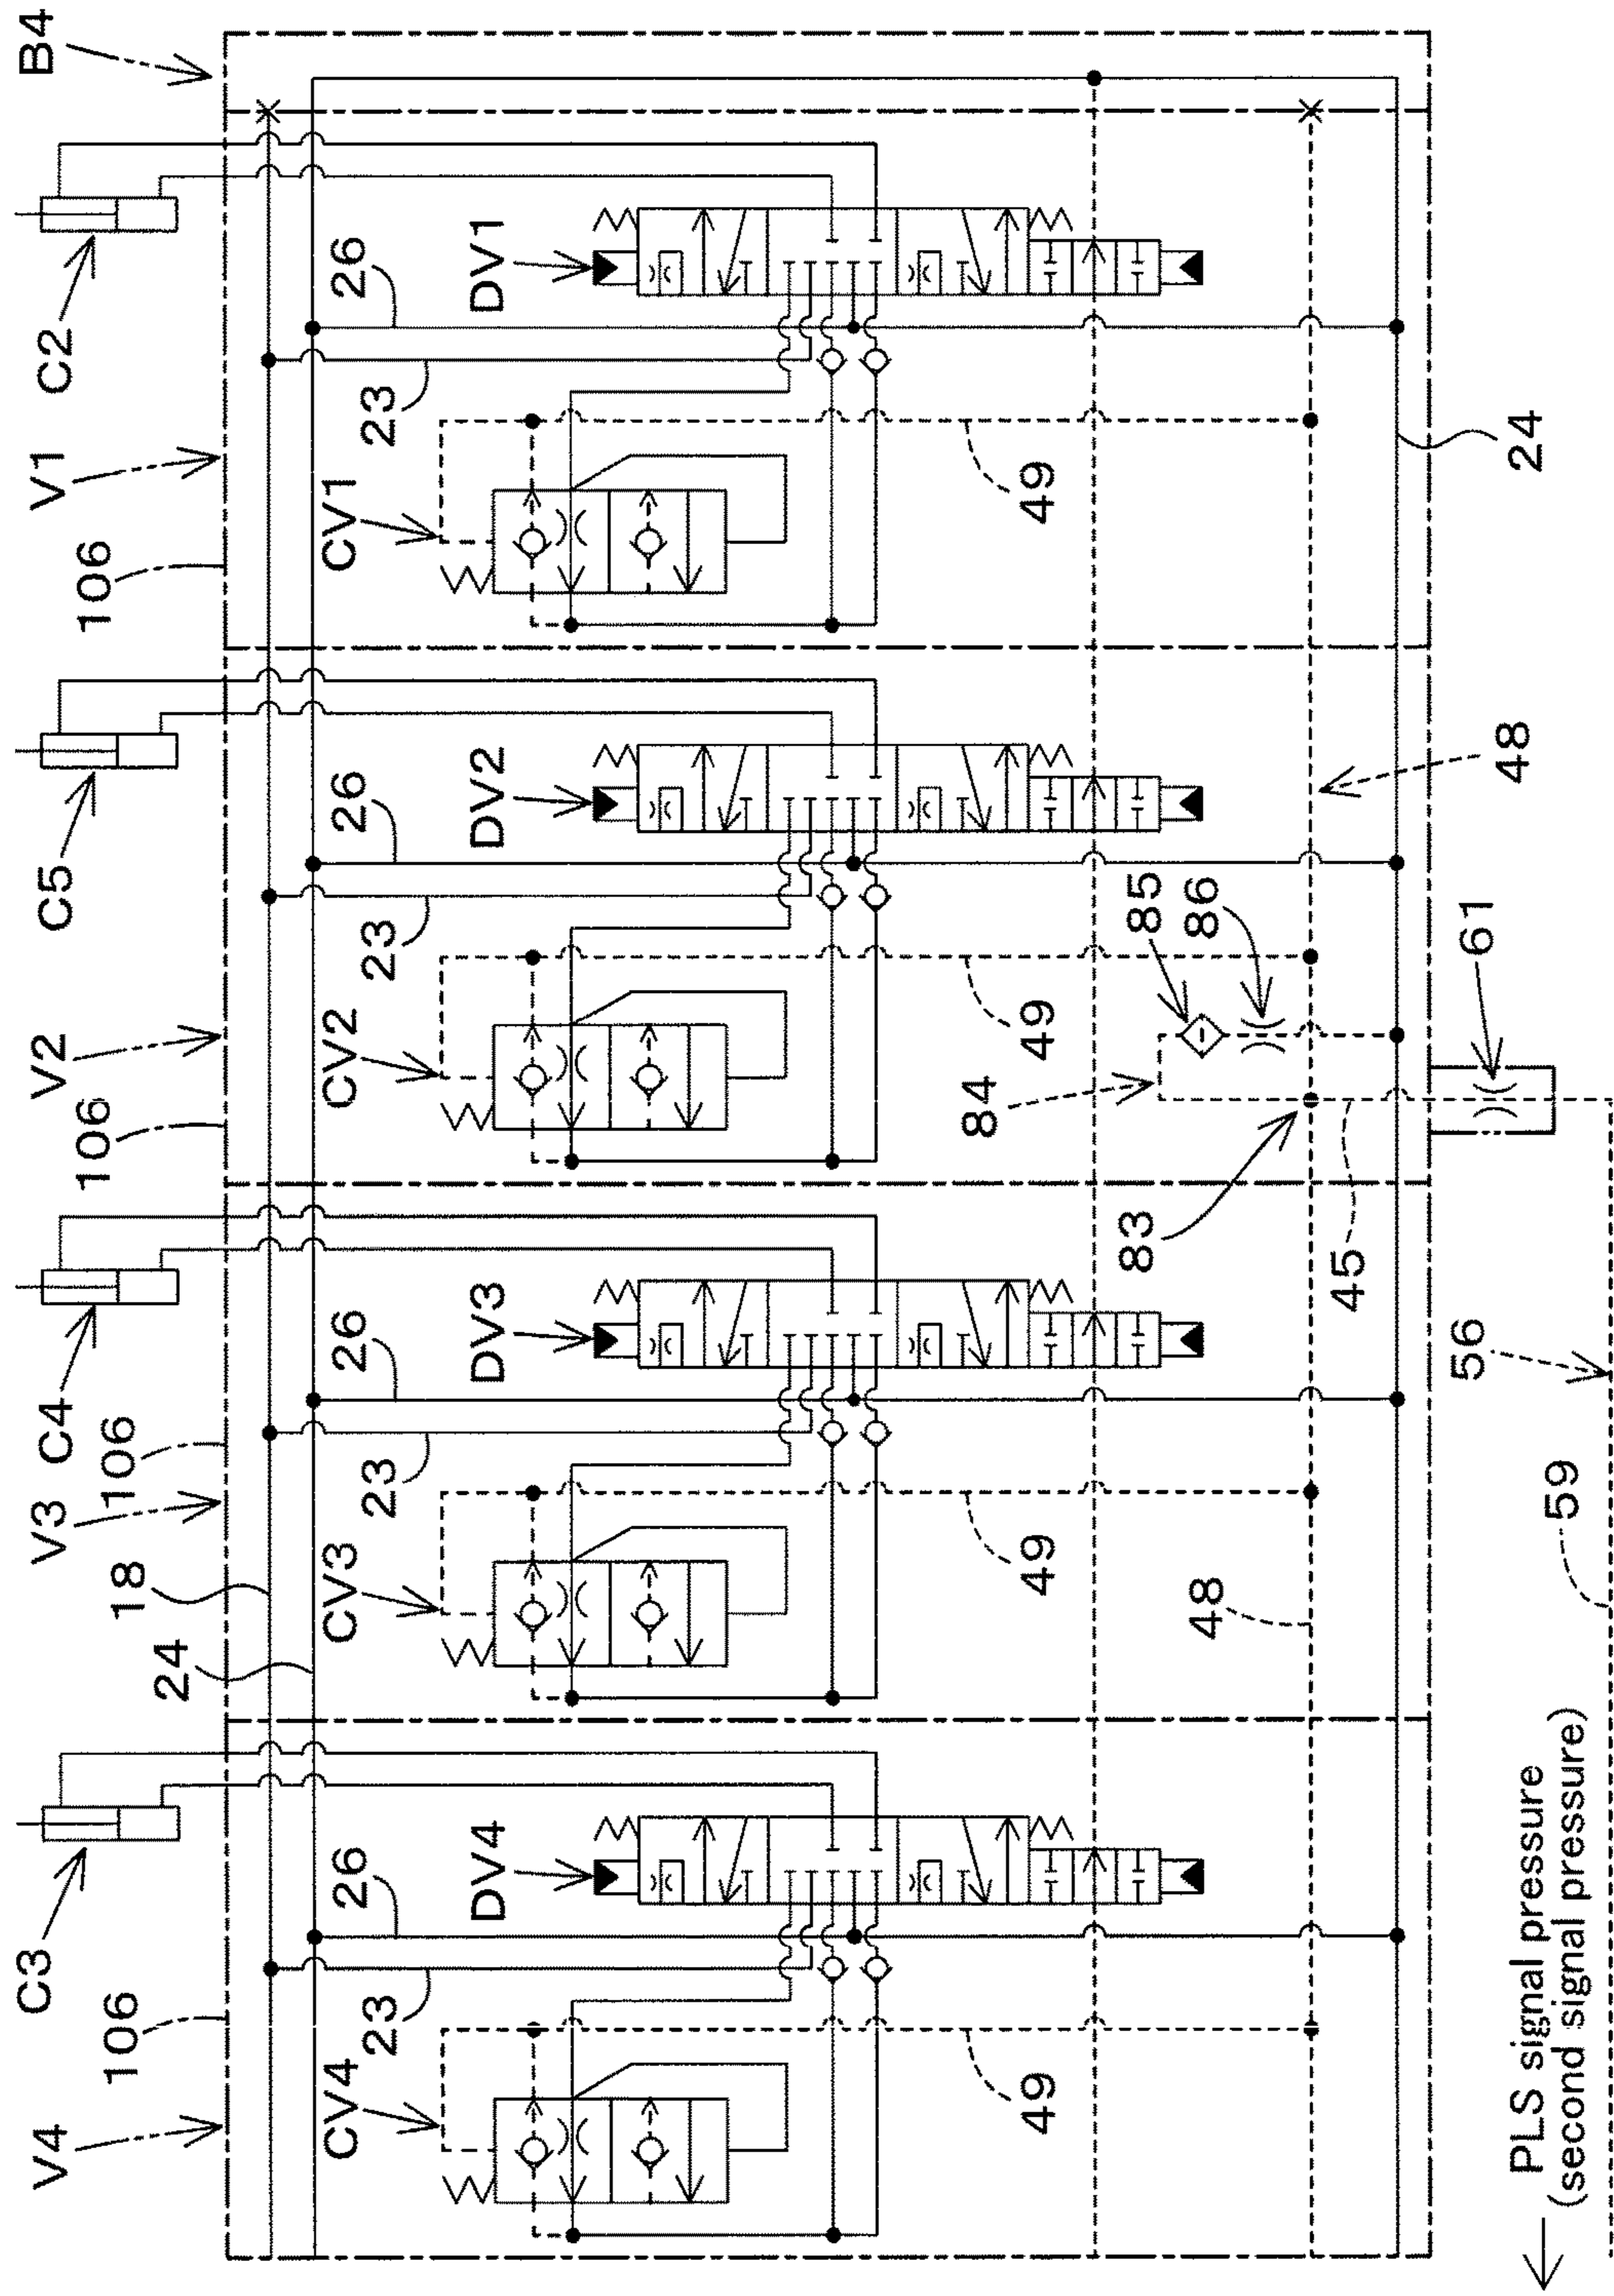 V4
C3
V3
C4
V2
C5
V1
C2
B4
106
18
106
106
106
24
CV4
26
CV3
26
CV2
26
CV1
26
23
23
23
23
DV4
DV3
DV2
DV1
84
49
49
49
49
83
85
48
86
45
56
61
48
24
PLS signal pressure
(second signal pressure)
59